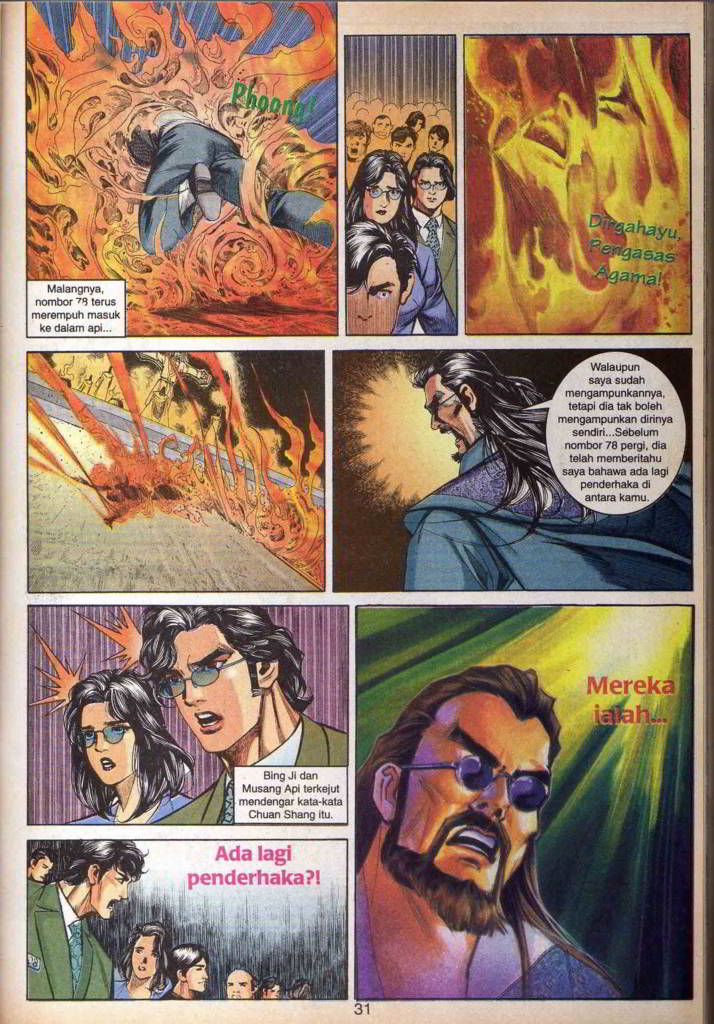 Phoong!
Malangnya,
nombor 78 terus
merempuh masuk
ke dalam api...
Dirgahayu,
Pengasas
Agama!
Walaupun
saya sudah
mengampunkannya,
tetapi dia tak boleh
mengampunkan dirinya
sendiri...Sebelum
nombor 78 pergi, dia
telah memberitahu
saya bahawa ada lagi
penderhaka di
antara kamu.
Bing Ji dan
Musang Api terkejut
mendengar kata-kata
Chuan Shang itu.
Ada lagi
penderhaka?!
Mereka
ialah...
31